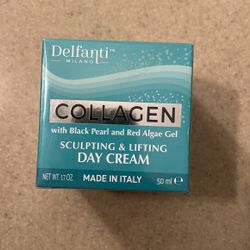 Delfanti™
MILANO
COLLAGEN
with Black Pearl and Red Algae Gel
SCULPTING & LIFTING
DAY CREAM
NET WT. 1.7 OZ. MADE IN ITALY 50 ml ℮